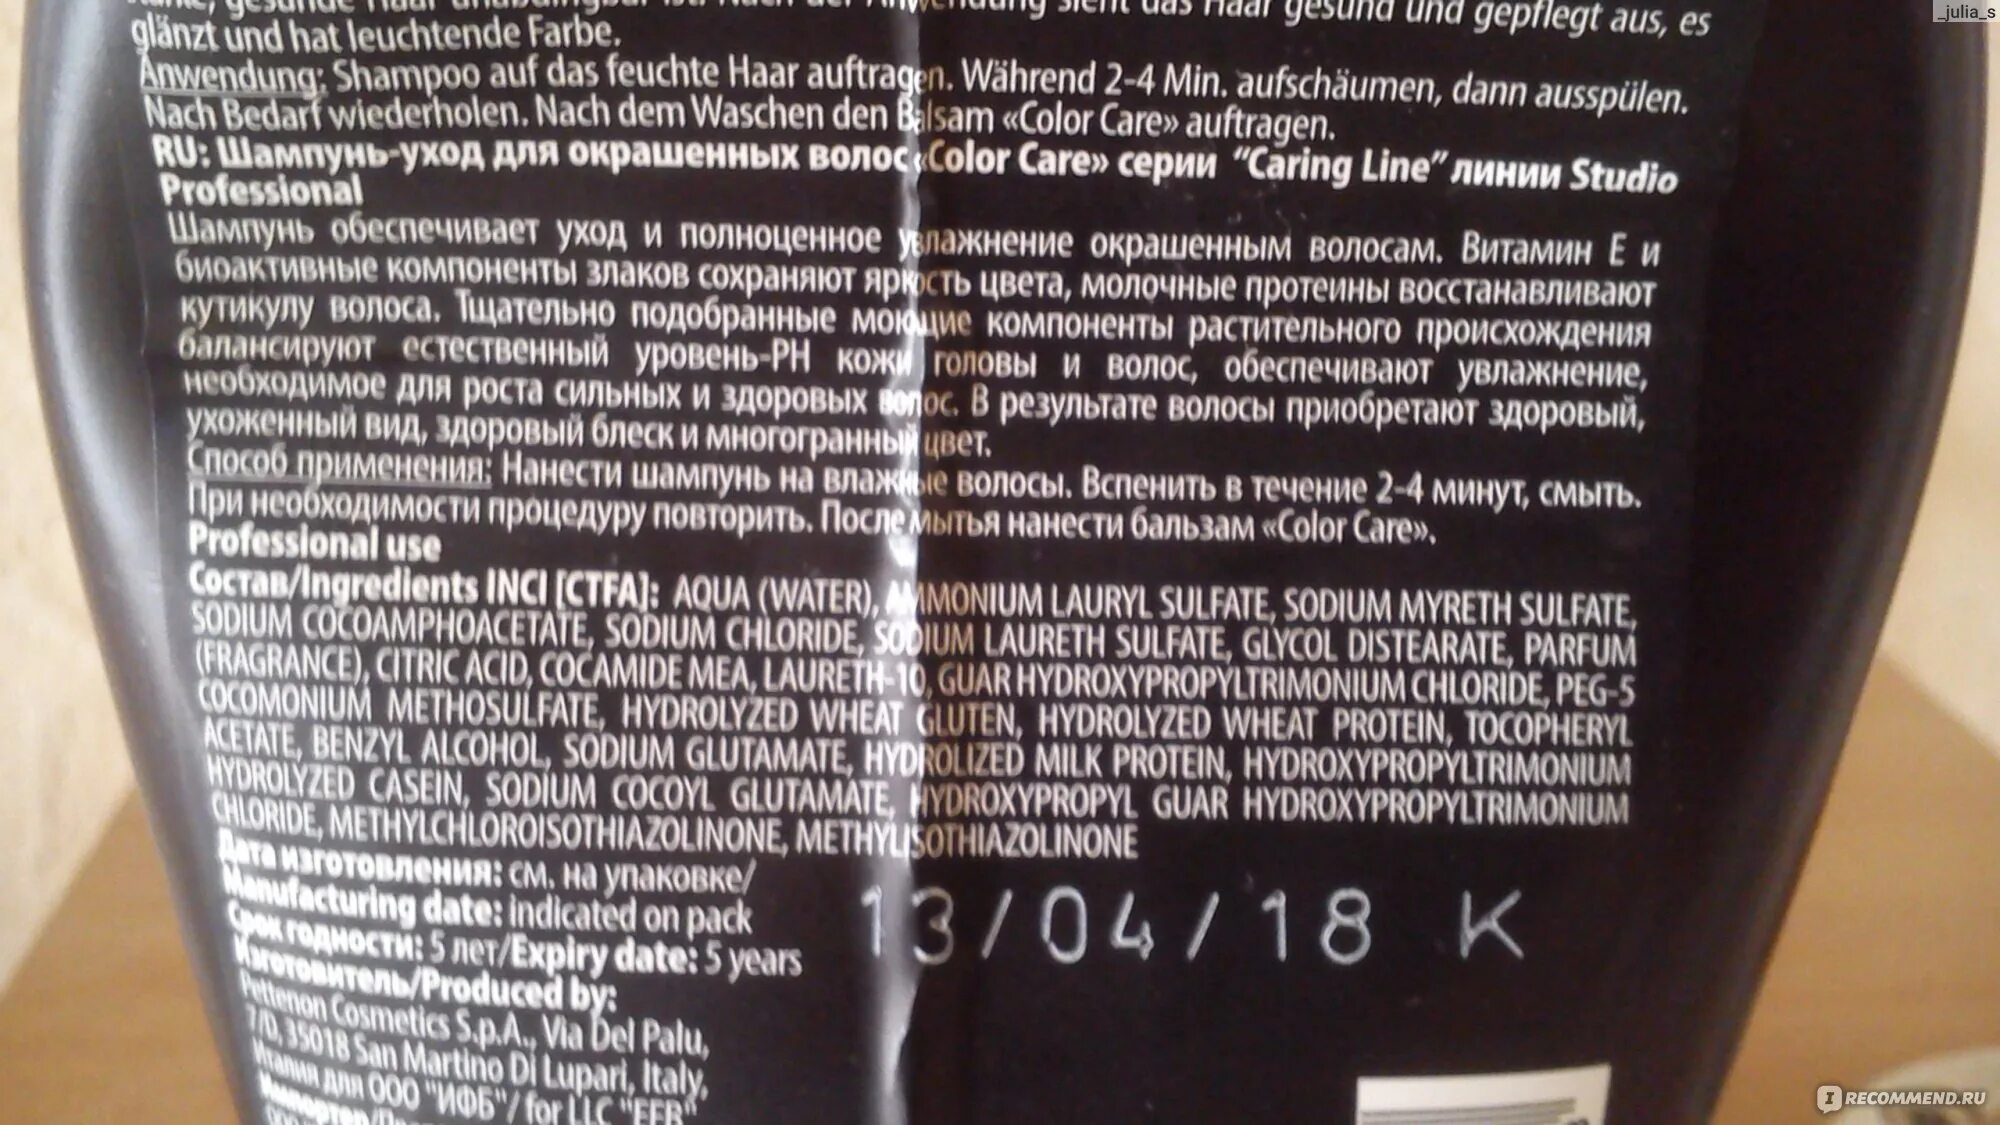 _julia_s
glänzt und hat leuchtende Farbe.
Anwendung: Shampoo auf das feuchte Haar auftragen. Während 2-4 Min. aufschäumen, dann ausspülen.
Nach Bedarf wiederholen. Nach dem Waschen den Balsam «Color Care» auftragen.
RU: Шампунь-уход для окрашенных волос «Color Care» серии "Caring Line" линии Studio
Professional
Шампунь обеспечивает уход и полноценное увлажнение окрашенным волосам. Витамин Е и
биоактивные компоненты злаков сохраняют яркость цвета, молочные протеины восстанавливают
кутикулу волоса. Тщательно подобранные моющие компоненты растительного происхождения
балансируют естественный уровень-РН кожи головы и волос, обеспечивают увлажнение,
необходимое для роста сильных и здоровых волос. В результате волосы приобретают здоровый,
ухоженный вид, здоровый блеск и многогранный цвет.
Способ применения: Нанести шампунь на влажные волосы. Вспенить в течение 2-4 минут, смыть.
При необходимости процедуру повторить. После мытья нанести бальзам «Color Care».
Professional use
Состав/Ingredients INCI [CTFA]: AQUA (WATER), AMMONIUM LAURYL SULFATE, SODIUM MYRETH SULFATE,
SODIUM COCOAMPHOACETATE, SODIUM CHLORIDE, SODIUM LAURETH SULFATE, GLYCOL DISTEARATE, PARFUM
(FRAGRANCE), CITRIC ACID, COCAMIDE MEA, LAURETH-10, GUAR HYDROXYPROPYLTRIMONIUM CHLORIDE, PEG-5
COCOMONIUM METHOSULFATE, HYDROLYZED WHEAT GLUTEN, HYDROLYZED WHEAT PROTEIN, TOCOPHERYL
ACETATE, BENZYL ALCOHOL, SODIUM GLUTAMATE, HYDROLIZED MILK PROTEIN, HYDROXYPROPYLTRIMONIUM
HYDROLYZED CASEIN, SODIUM COCOYL GLUTAMATE, HYDROXYPROPYL GUAR HYDROXYPROPYLTRIMONIUM
CHLORIDE, METHYLCHLOROISOTHIAZOLINONE, METHYLISOTHIAZOLINONE
Дата изготовления: см. на упаковке/
Manufacturing date: indicated on pack
Срок годности: 5 лет/Expiry date: 5 years
13/04/18 K
Изготовитель/Produced by:
Pettenon Cosmetics S.p.A., Via Del Palu,
7/D, 35018 San Martino Di Lupari, Italy,
Италия для ООО "ИФБ"/ for LLC "EFB"
I RECOMMEND.RU